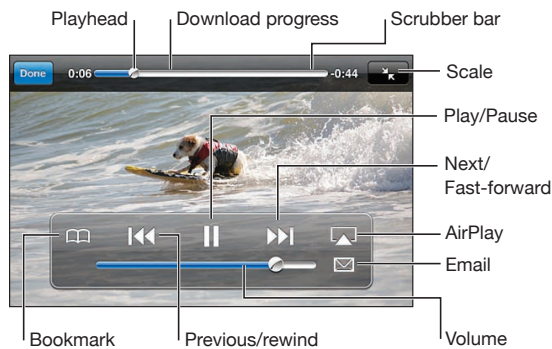 Playhead
Download progress
Scrubber bar
Done
0:06
-0:44
Scale
Play/Pause
Next/
Fast-forward
AirPlay
Email
Bookmark
Previous/rewind
Volume